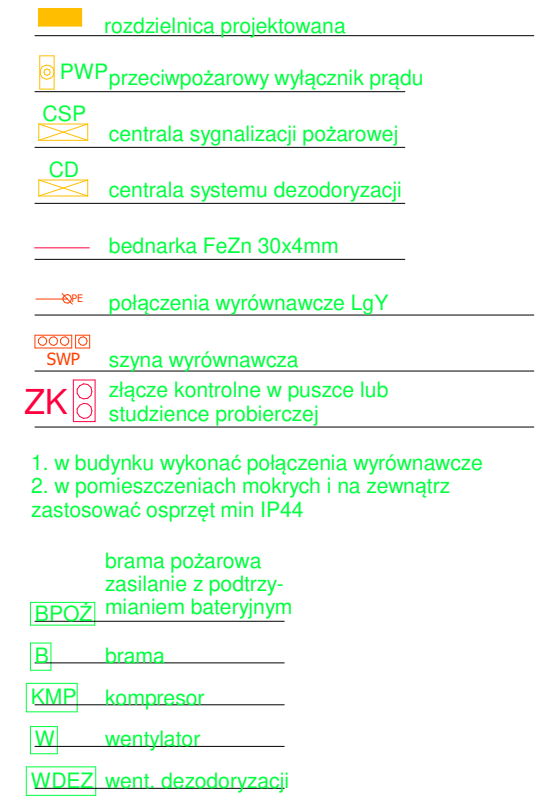 rozdzielnica projektowana
PWP przeciwpożarowy wyłącznik prądu
CSP
centrala sygnalizacji pożarowej
CD
centrala systemu dezodoryzacji
bednarka FeZn 30x4mm
PE połączenia wyrównawcze LgY
SWP szyna wyrównawcza
ZK złącze kontrolne w puszce lub
studzience probierczej
1. w budynku wykonać połączenia wyrównawcze
2. w pomieszczeniach mokrych i na zewnątrz
zastosować osprzęt min IP44
brama pożarowa
zasilanie z podtrzy-
BPOŻ mianiem bateryjnym
B brama
KMP kompresor
W wentylator
WDEZ went. dezodoryzacji